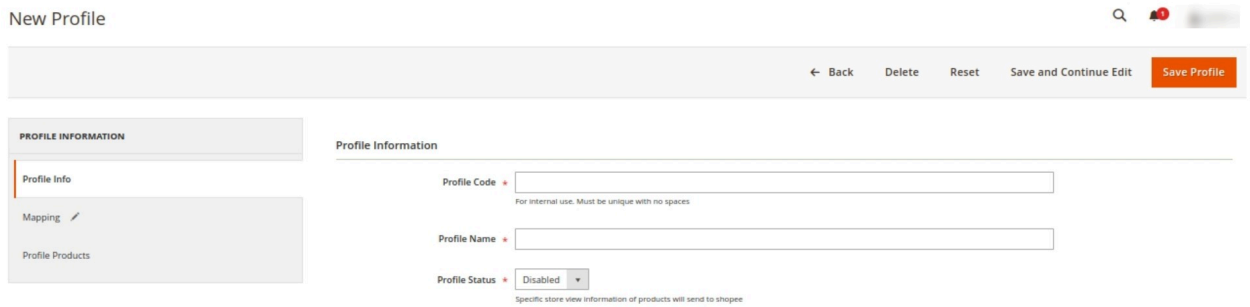 New Profile
1
← Back Delete Reset Save and Continue Edit Save Profile
PROFILE INFORMATION
Profile Info
Mapping
Profile Products
Profile Information
Profile Code *
For internal use. Must be unique with no spaces
Profile Name *
Profile Status * Disabled
Specific store view information of products will send to shopee